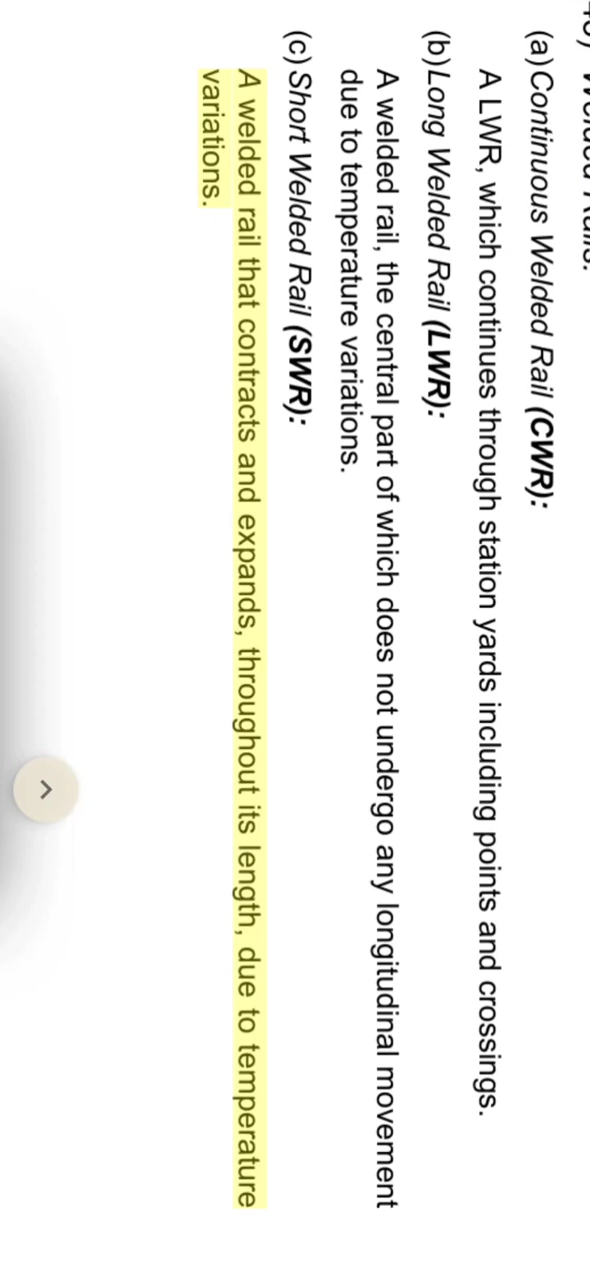 (a) Continuous Welded Rail (CWR):
A LWR, which continues through station yards including points and crossings.
(b) Long Welded Rail (LWR):
A welded rail, the central part of which does not undergo any longitudinal movement
due to temperature variations.
(c) Short Welded Rail (SWR):
A welded rail that contracts and expands, throughout its length, due to temperature
variations.